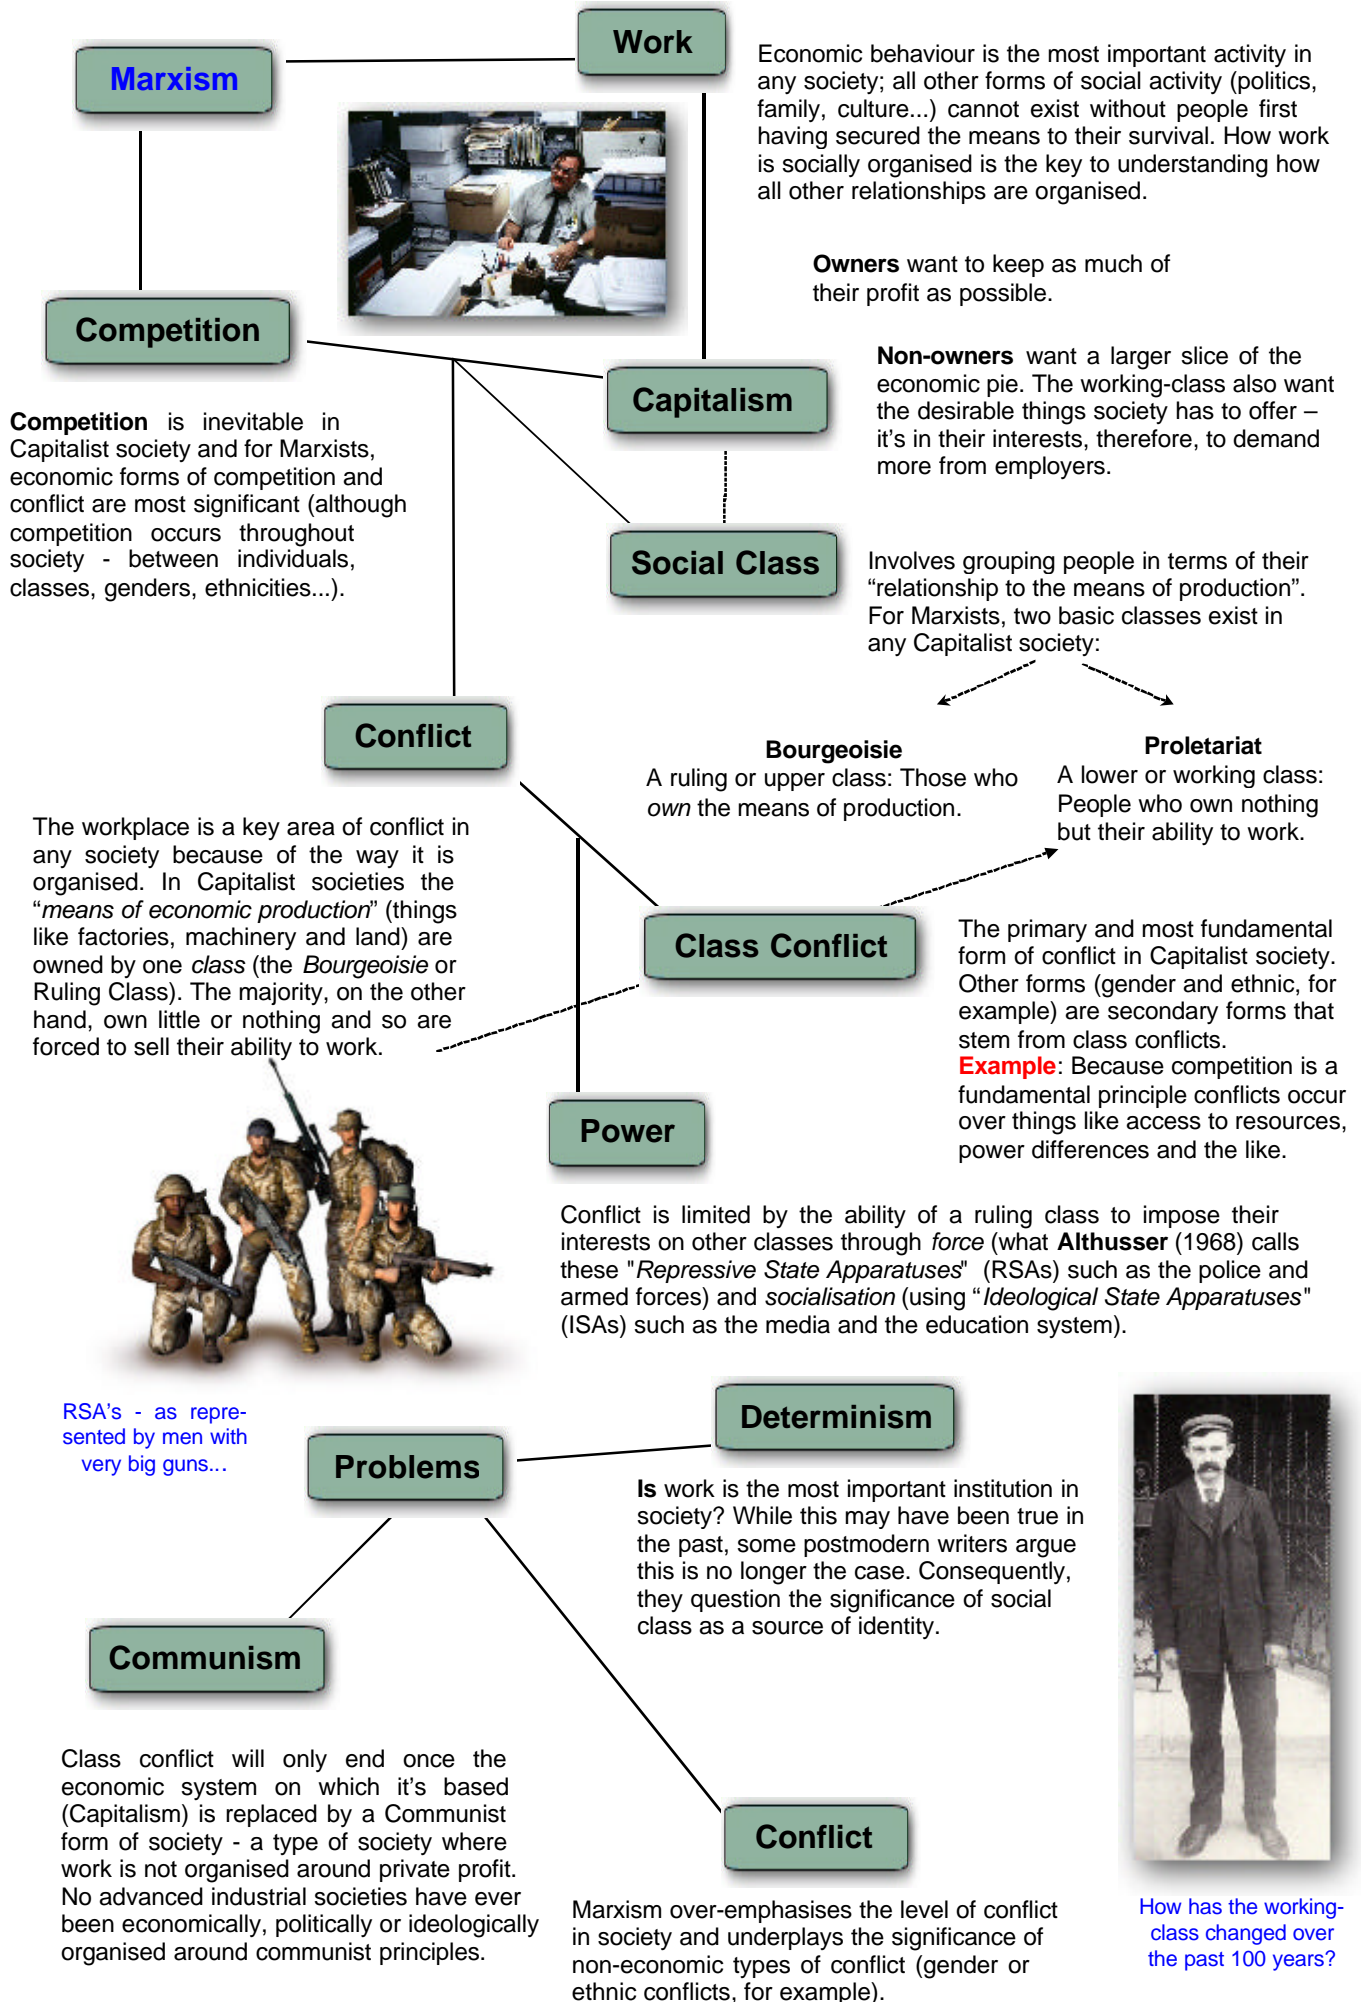 Marxism
Work
Economic behaviour is the most important activity in
any society; all other forms of social activity (politics,
family, culture...) cannot exist without people first
having secured the means to their survival. How work
is socially organised is the key to understanding how
all other relationships are organised.
Owners want to keep as much of
their profit as possible.
Competition
Non-owners want a larger slice of the
economic pie. The working-class also want
the desirable things society has to offer –
it's in their interests, therefore, to demand
more from employers.
Capitalism
Competition is inevitable in
Capitalist society and for Marxists,
economic forms of competition and
conflict are most significant (although
competition occurs throughout
society - between individuals,
classes, genders, ethnicities...).
Social Class
Involves grouping people in terms of their
“relationship to the means of production”.
For Marxists, two basic classes exist in
any Capitalist society:
Conflict
Bourgeoisie
A ruling or upper class: Those who
own the means of production.
Proletariat
A lower or working class:
People who own nothing
but their ability to work.
The workplace is a key area of conflict in
any society because of the way it is
organised. In Capitalist societies the
“means of economic production” (things
like factories, machinery and land) are
owned by one class (the Bourgeoisie or
Ruling Class). The majority, on the other
hand, own little or nothing and so are
forced to sell their ability to work.
Class Conflict
The primary and most fundamental
form of conflict in Capitalist society.
Other forms (gender and ethnic, for
example) are secondary forms that
stem from class conflicts.
Example: Because competition is a
fundamental principle conflicts occur
over things like access to resources,
power differences and the like.
Power
Conflict is limited by the ability of a ruling class to impose their
interests on other classes through force (what Althusser (1968) calls
these "Repressive State Apparatuses" (RSAs) such as the police and
armed forces) and socialisation (using “Ideological State Apparatuses"
(ISAs) such as the media and the education system).
RSA's - as repre-
sented by men with
very big guns...
Problems
Determinism
Is work is the most important institution in
society? While this may have been true in
the past, some postmodern writers argue
this is no longer the case. Consequently,
they question the significance of social
class as a source of identity.
Communism
Class conflict will only end once the
economic system on which it's based
(Capitalism) is replaced by a Communist
form of society - a type of society where
work is not organised around private profit.
No advanced industrial societies have ever
been economically, politically or ideologically
organised around communist principles.
Conflict
Marxism over-emphasises the level of conflict
in society and underplays the significance of
non-economic types of conflict (gender or
ethnic conflicts, for example).
How has the working-
class changed over
the past 100 years?